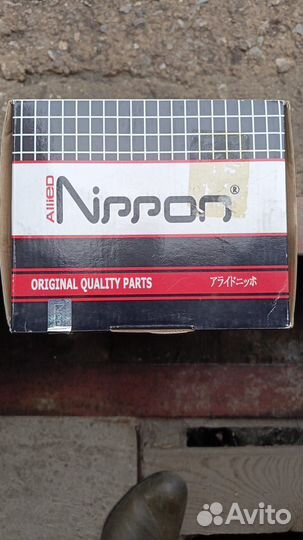 Allied Nippon®
ORIGINAL QUALITY PARTS アライドニッポ
Avito